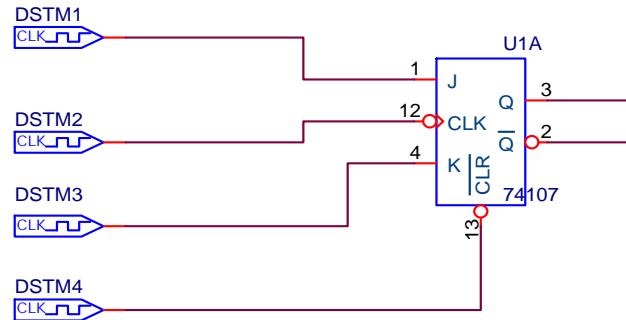 DSTM1
CLK
U1A
1
J
3
Q
DSTM2
CLK
12
CLK
2
Q
4
K
CLR
DSTM3
CLK
74107
13
DSTM4
CLK